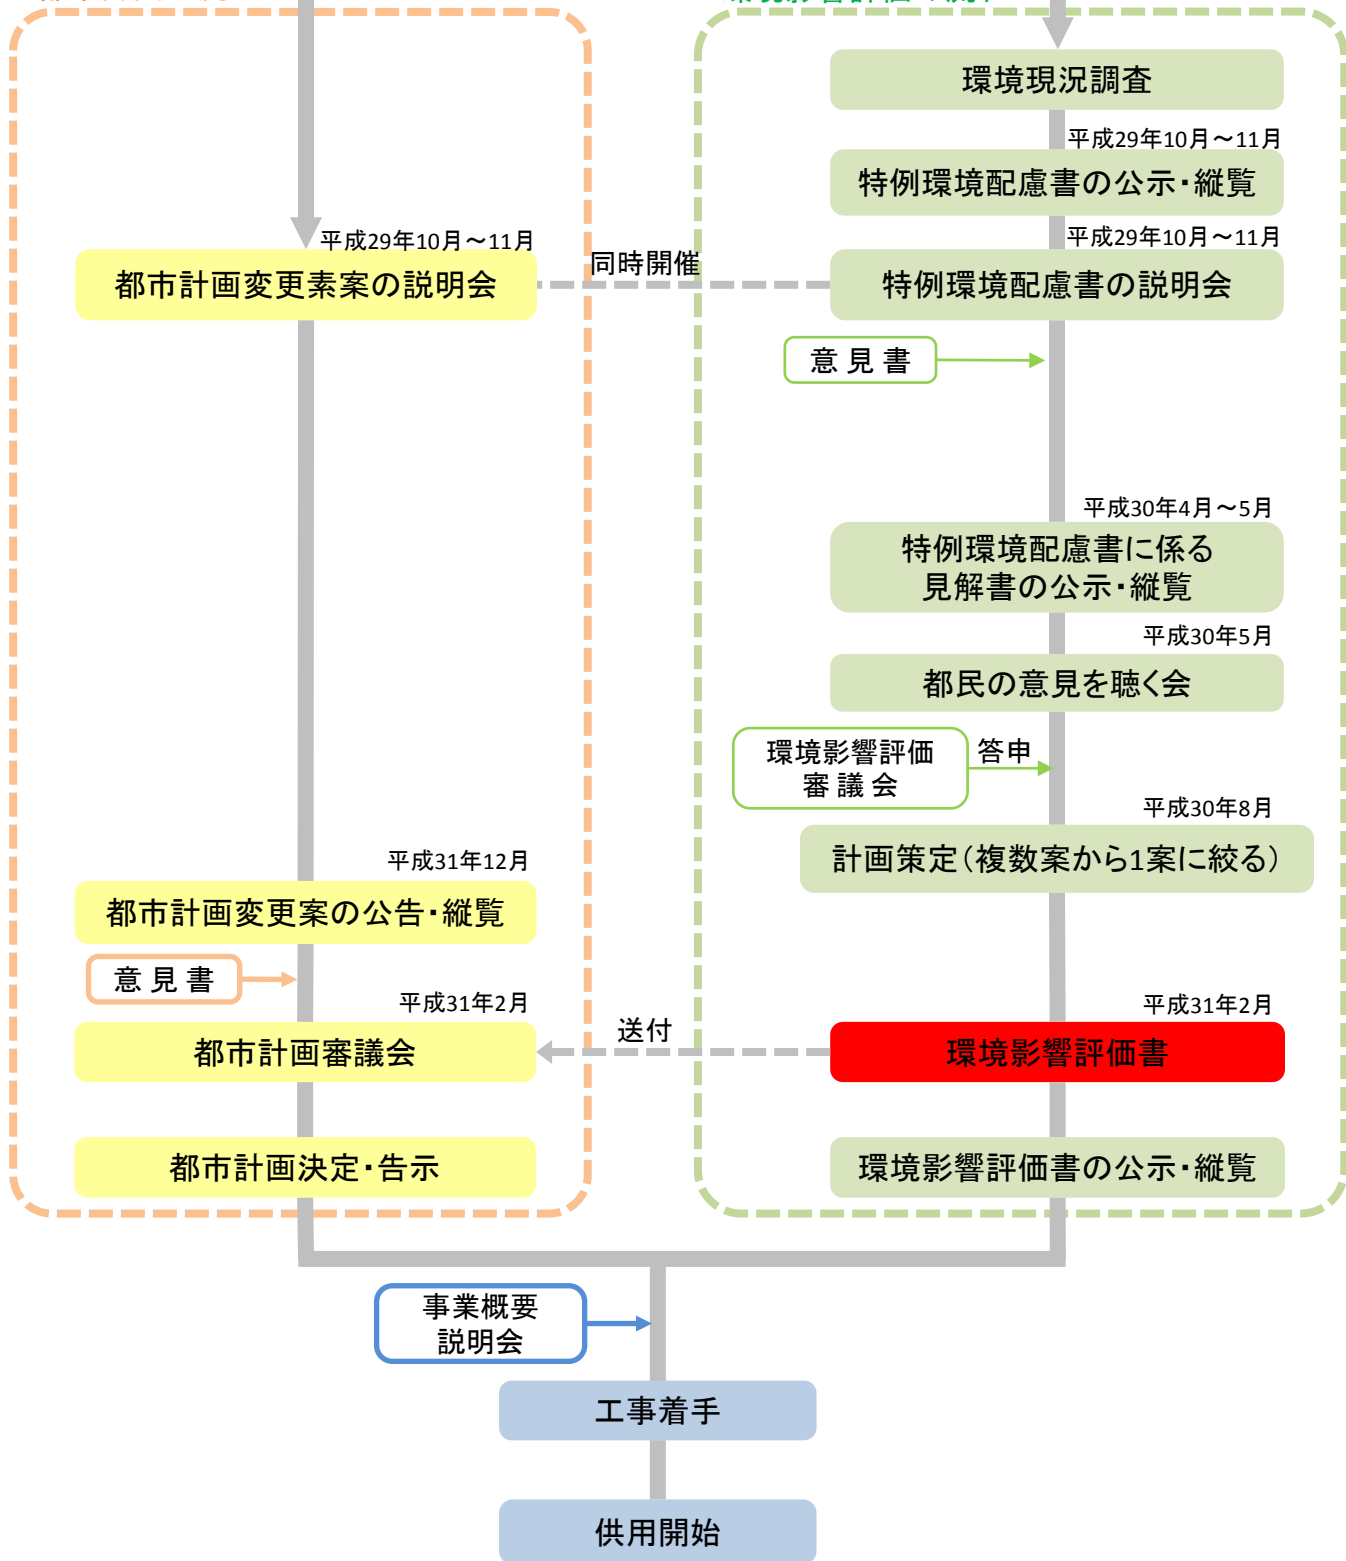 環境現況調査
平成29年10月～11月
特例環境配慮書の公示・縦覧
平成29年10月～11月
都市計画変更素案の説明会
同時開催
平成29年10月～11月
特例環境配慮書の説明会
意見書
平成30年4月～5月
特例環境配慮書に係る
見解書の公示・縦覧
平成30年5月
都民の意見を聴く会
環境影響評価
審議会
答申
平成30年8月
計画策定（複数案から1案に絞る）
平成31年12月
都市計画変更案の公告・縦覧
意見書
平成31年2月
都市計画審議会
送付
平成31年2月
環境影響評価書
都市計画決定・告示
環境影響評価書の公示・縦覧
事業概要
説明会
工事着手
供用開始